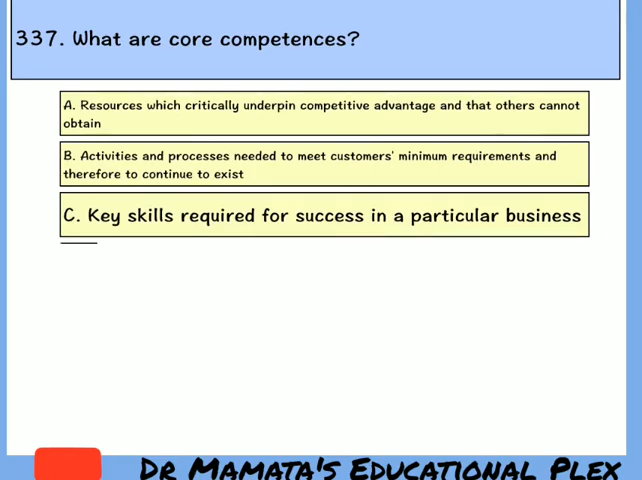 337. What are core competences?
A. Resources which critically underpin competitive advantage and that others cannot
obtain
B. Activities and processes needed to meet customers' minimum requirements and
therefore to continue to exist
C. Key skills required for success in a particular business
Dr Mamata's Educational Plex